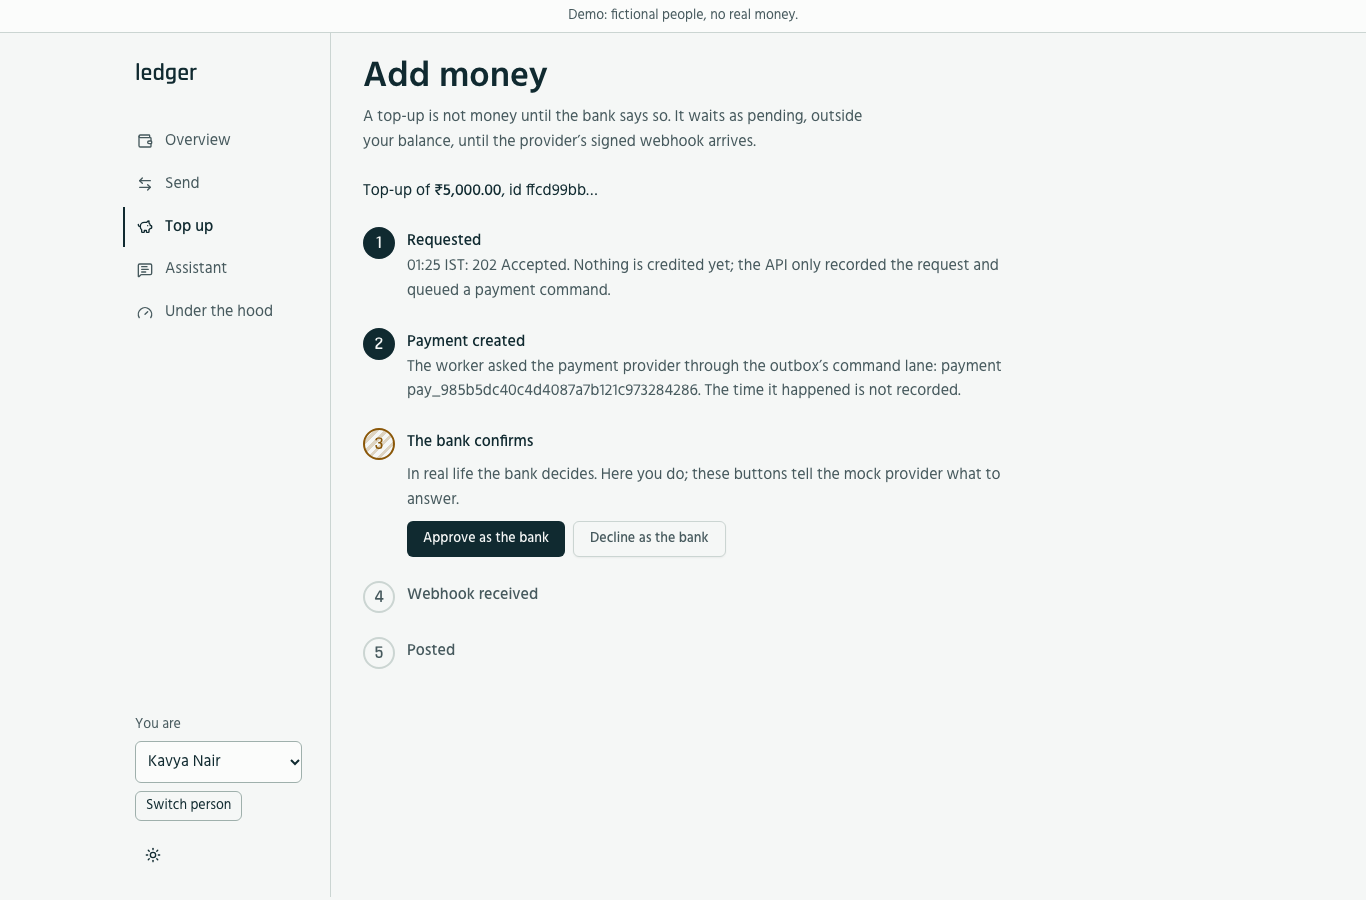 Demo: fictional people, no real money.
ledger
Overview
Send
Top up
Assistant
Under the hood
You are
Kavya Nair
Switch person
Add money
A top-up is not money until the bank says so. It waits as pending, outside
your balance, until the provider’s signed webhook arrives.
Top-up of ₹5,000.00, id ffcd99bb…
1 Requested
01:25 IST: 202 Accepted. Nothing is credited yet; the API only recorded the request and
queued a payment command.
2 Payment created
The worker asked the payment provider through the outbox’s command lane: payment
pay_985b5dc40c4d4087a7b121c973284286. The time it happened is not recorded.
3 The bank confirms
In real life the bank decides. Here you do; these buttons tell the mock provider what to
answer.
Approve as the bank Decline as the bank
4 Webhook received
5 Posted